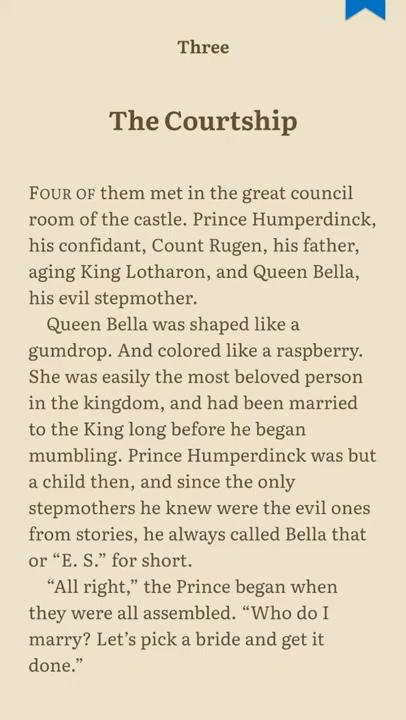 Three
The Courtship
FOUR OF them met in the great council
room of the castle. Prince Humperdinck,
his confidant, Count Rugen, his father,
aging King Lotharon, and Queen Bella,
his evil stepmother.
Queen Bella was shaped like a
gumdrop. And colored like a raspberry.
She was easily the most beloved person
in the kingdom, and had been married
to the King long before he began
mumbling. Prince Humperdinck was but
a child then, and since the only
stepmothers he knew were the evil ones
from stories, he always called Bella that
or “E. S.” for short.
“All right,” the Prince began when
they were all assembled. “Who do I
marry? Let’s pick a bride and get it
done.”